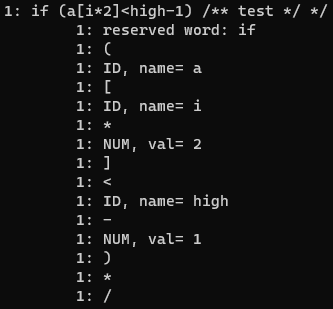 1: if (a[i*2]<high-1) /** test */ */
1: reserved word: if
1: (
1: ID, name= a
1: [
1: ID, name= i
1: *
1: NUM, val= 2
1: ]
1: <
1: ID, name= high
1: -
1: NUM, val= 1
1: )
1: *
1: /